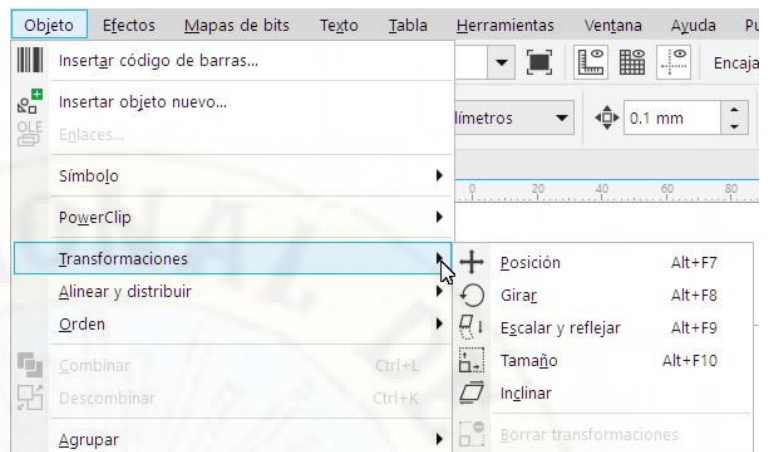 Objeto Efectos Mapas de bits Texto Tabla Herramientas Ventana Ayuda
Insertar código de barras...
Encaja
Insertar objeto nuevo...
OLE
Enlaces...
límetros
0.1 mm
Símbolo
0 20 40 60 80
PowerClip
Transformaciones
Posición Alt+F7
Alinear y distribuir
Girar Alt+F8
Orden
Escalar y reflejar Alt+F9
Combinar Ctrl+L
Tamaño Alt+F10
Descombinar Ctrl+K
Inclinar
Agrupar
Borrar transformaciones